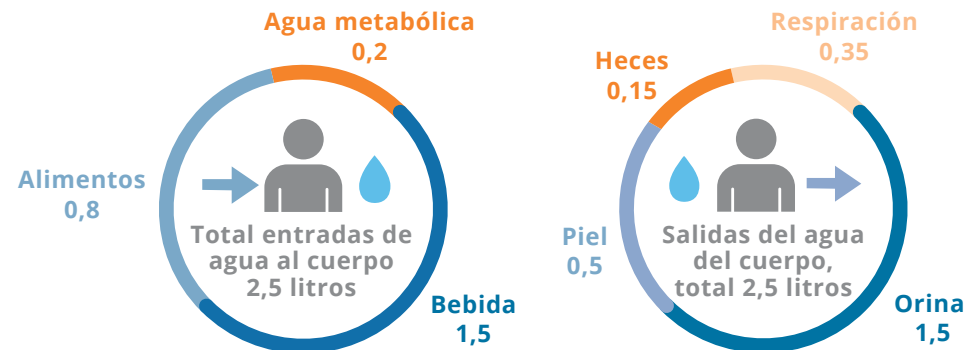 Agua metabólica
0,2
Alimentos
0,8
Total entradas de
agua al cuerpo
2,5 litros
Bebida
1,5
Respiración
0,35
Heces
0,15
Piel
0,5
Salidas del agua
del cuerpo,
total 2,5 litros
Orina
1,5